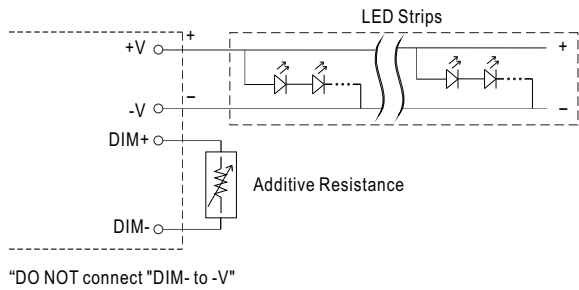 LED Strips
+V
+
+
-V
–
–
DIM+
Additive Resistance
DIM-
“DO NOT connect "DIM- to -V"